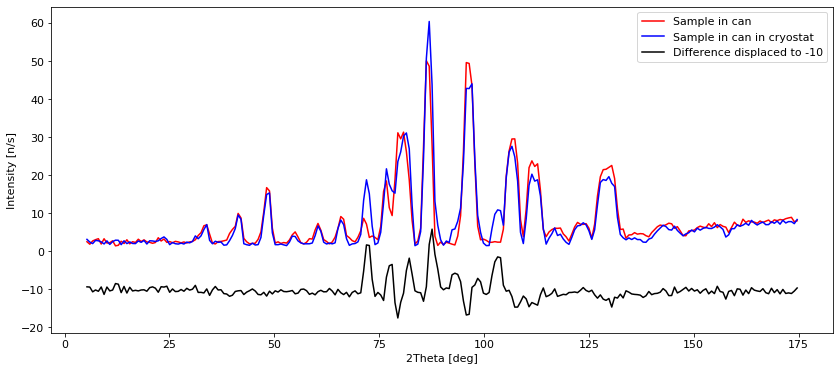 Sample in can
Sample in can in cryostat
Difference displaced to -10
60
50
40
30
20
10
0
−10
−20
Intensity [n/s]
0 25 50 75 100 125 150 175
2Theta [deg]